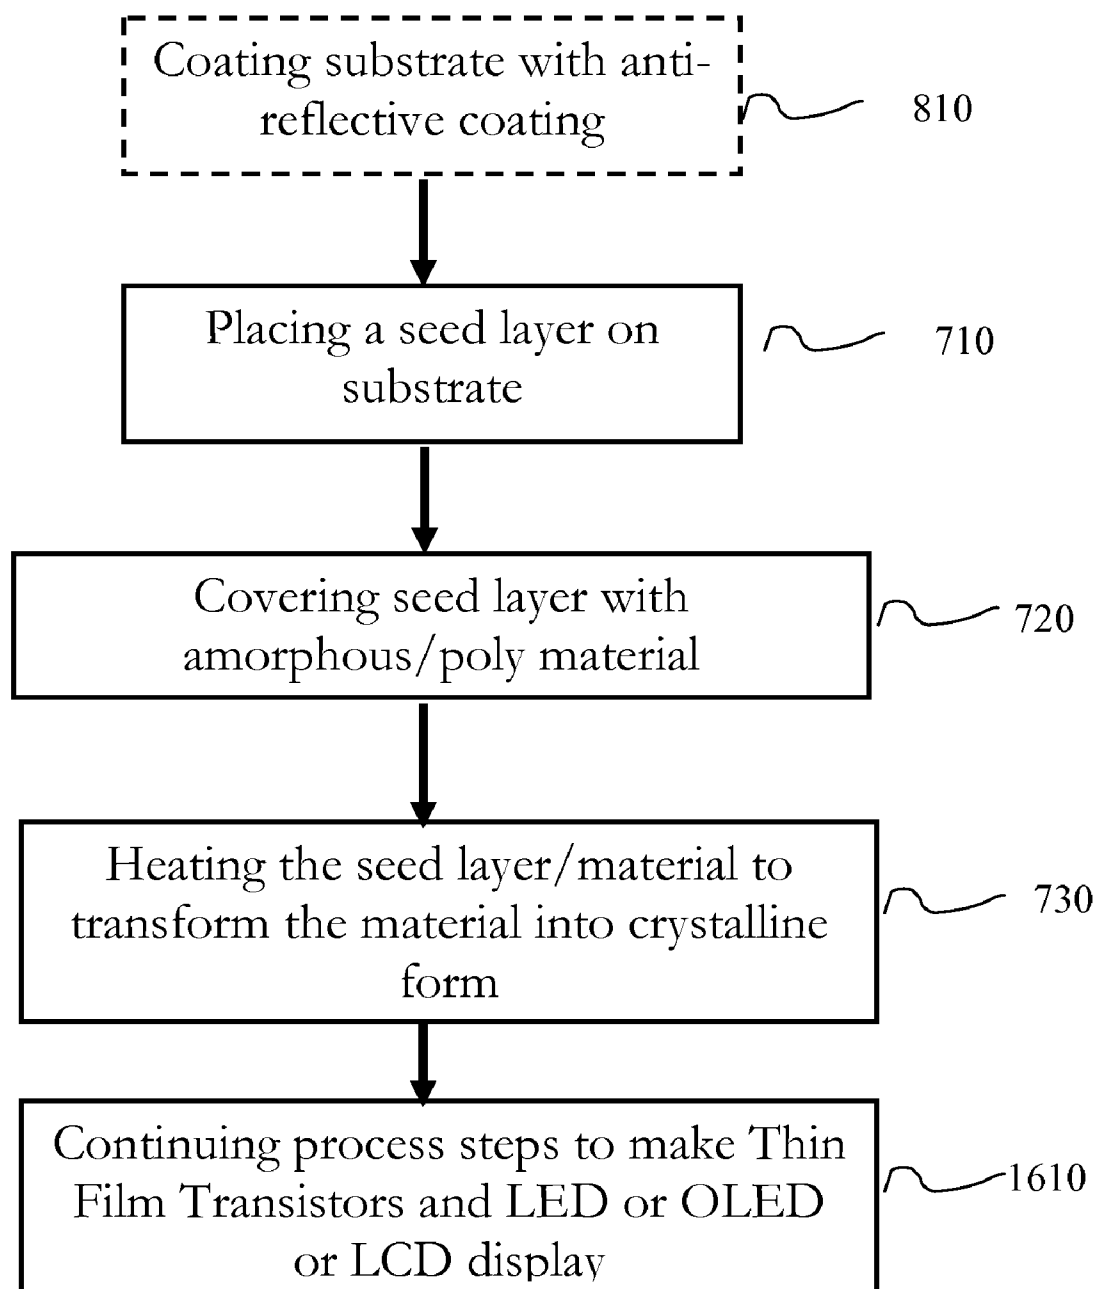 Coating substrate with anti-
reflective coating
810
Placing a seed layer on
substrate
710
Covering seed layer with
amorphous/poly material
720
Heating the seed layer/material to
transform the material into crystalline
form
730
Continuing process steps to make Thin
Film Transistors and LED or OLED
or LCD display
1610